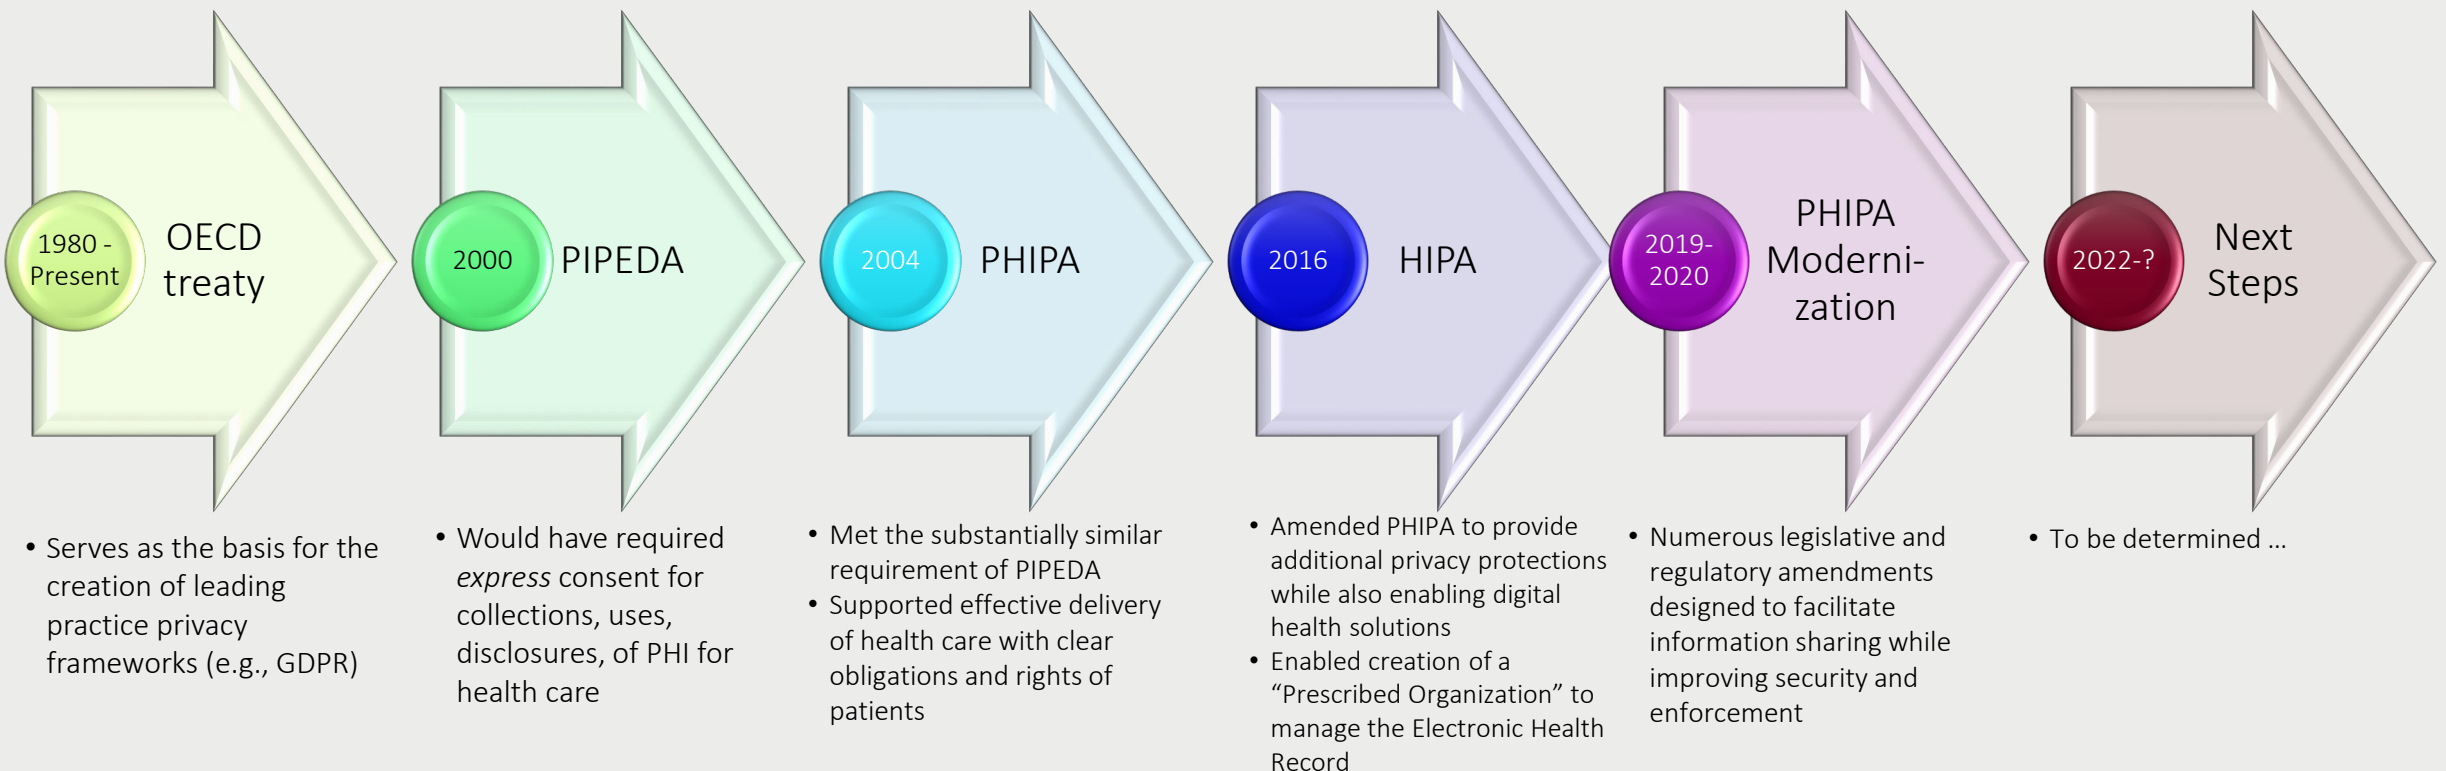 1980 -
Present
OECD
treaty
• Serves as the basis for the
creation of leading
practice privacy
frameworks (e.g., GDPR)
2000
PIPEDA
• Would have required
express consent for
collections, uses,
disclosures, of PHI for
health care
2004
PHIPA
• Met the substantially similar
requirement of PIPEDA
• Supported effective delivery
of health care with clear
obligations and rights of
patients
2016
HIPA
• Amended PHIPA to provide
additional privacy protections
while also enabling digital
health solutions
• Enabled creation of a
“Prescribed Organization” to
manage the Electronic Health
Record
2019-
2020
PHIPA
Moderni-
zation
• Numerous legislative and
regulatory amendments
designed to facilitate
information sharing while
improving security and
enforcement
2022-?
Next
Steps
• To be determined ...